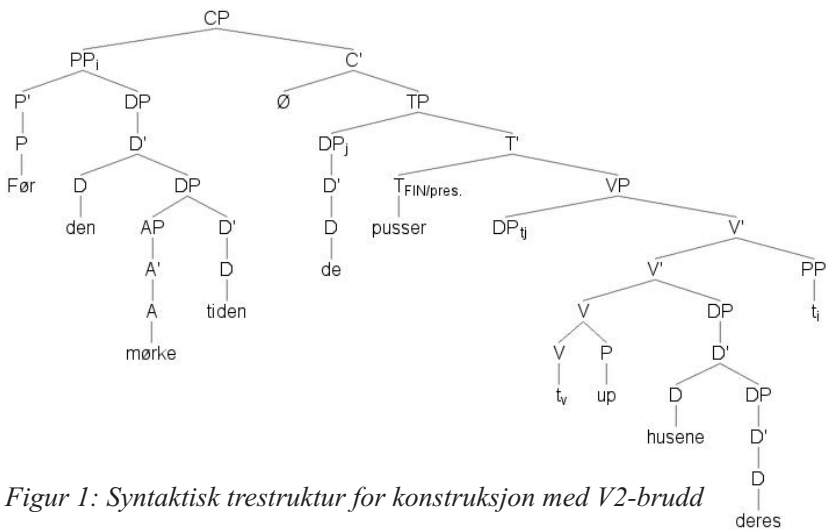 CP
PPi C'
P' DP Ø TP
P D' DPj T'
Før D DP D' TFIN/pres. VP
den AP D' D pusser DPtj V'
A' D de V' PP
A tiden V DP ti
mørke V P D'
tv up D DP
husene D'
D
deres
Figur 1: Syntaktisk trestruktur for konstruksjon med V2-brudd